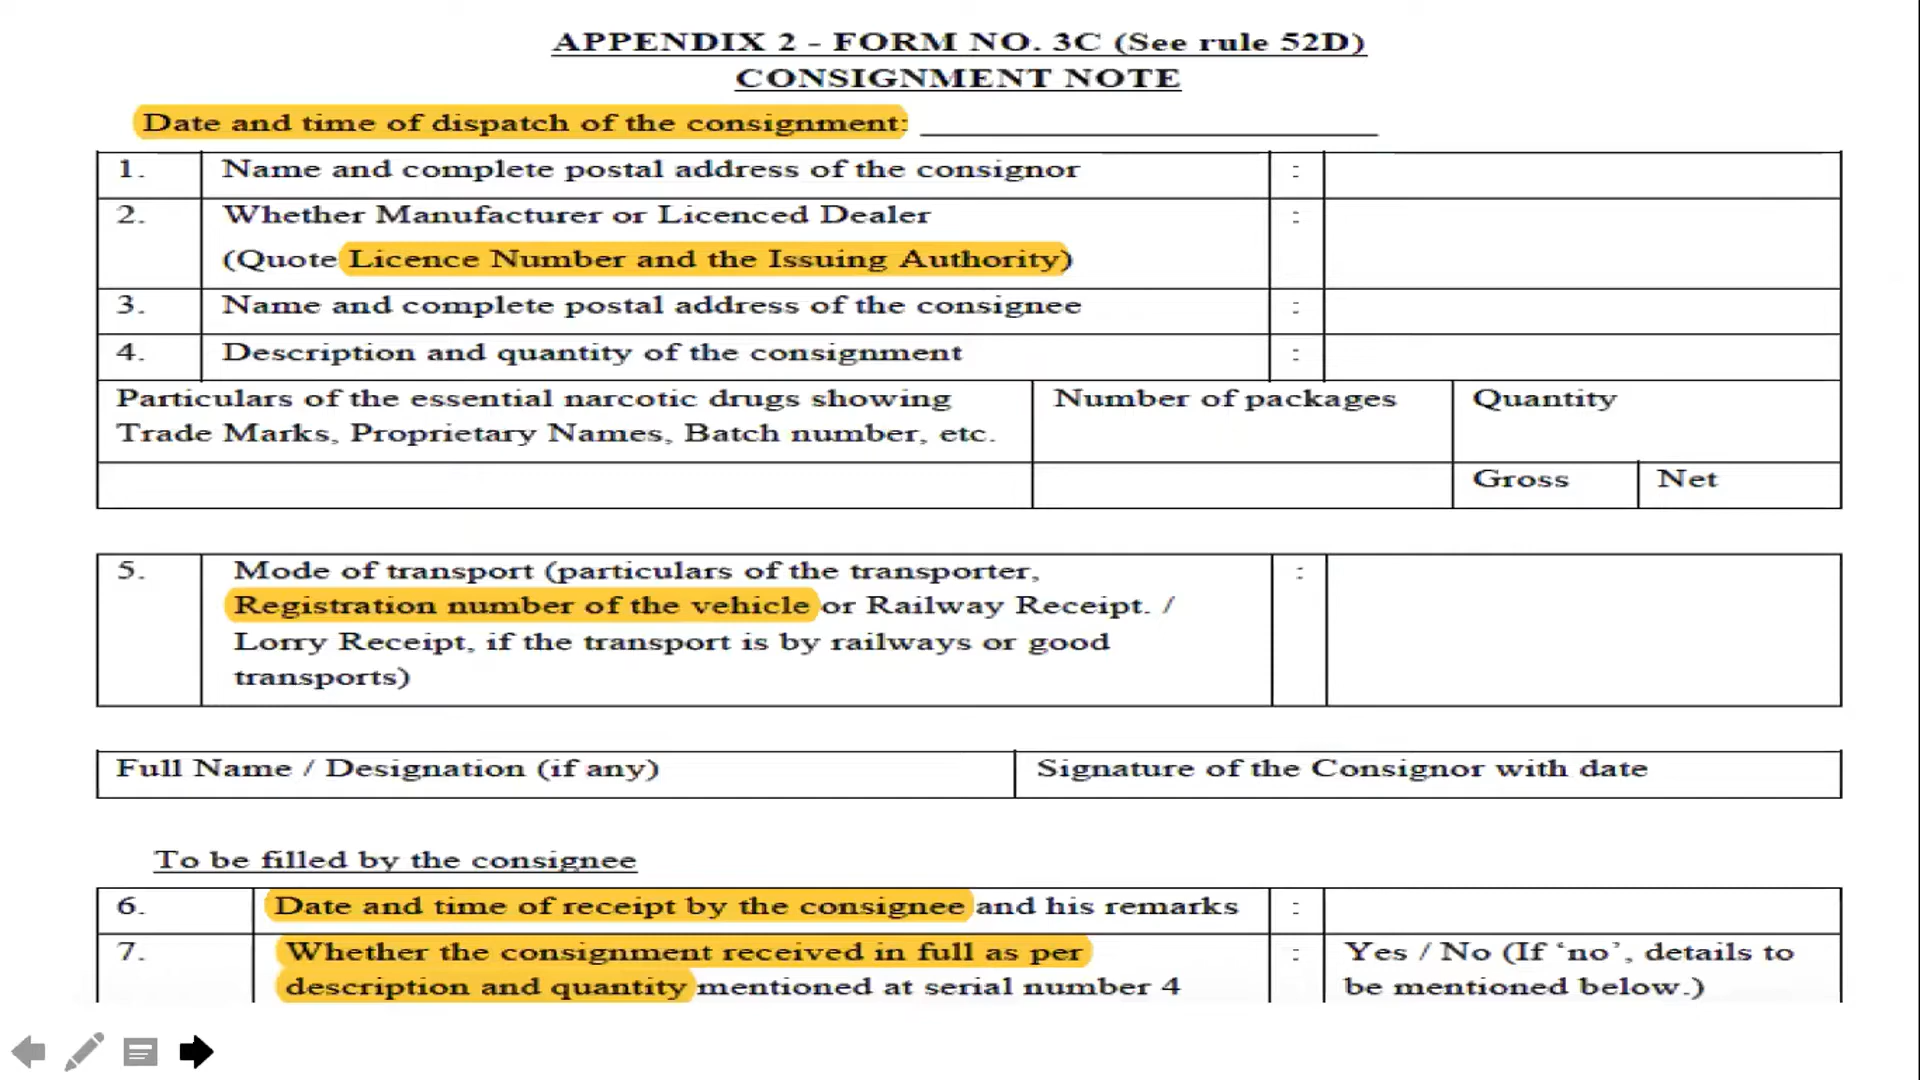 APPENDIX 2 - FORM NO. 3C (See rule 52D)
CONSIGNMENT NOTE
Date and time of dispatch of the consignment: ____________________
1. Name and complete postal address of the consignor :
2. Whether Manufacturer or Licenced Dealer :
(Quote Licence Number and the Issuing Authority)
3. Name and complete postal address of the consignee :
4. Description and quantity of the consignment :
Particulars of the essential narcotic drugs showing Number of packages Quantity
Trade Marks, Proprietary Names, Batch number, etc.
Gross Net
5. Mode of transport (particulars of the transporter, :
Registration number of the vehicle or Railway Receipt. /
Lorry Receipt, if the transport is by railways or good
transports)
Full Name / Designation (if any) Signature of the Consignor with date
To be filled by the consignee
6. Date and time of receipt by the consignee and his remarks :
7. Whether the consignment received in full as per : Yes / No (If ‘no’, details to
description and quantity mentioned at serial number 4 be mentioned below.)